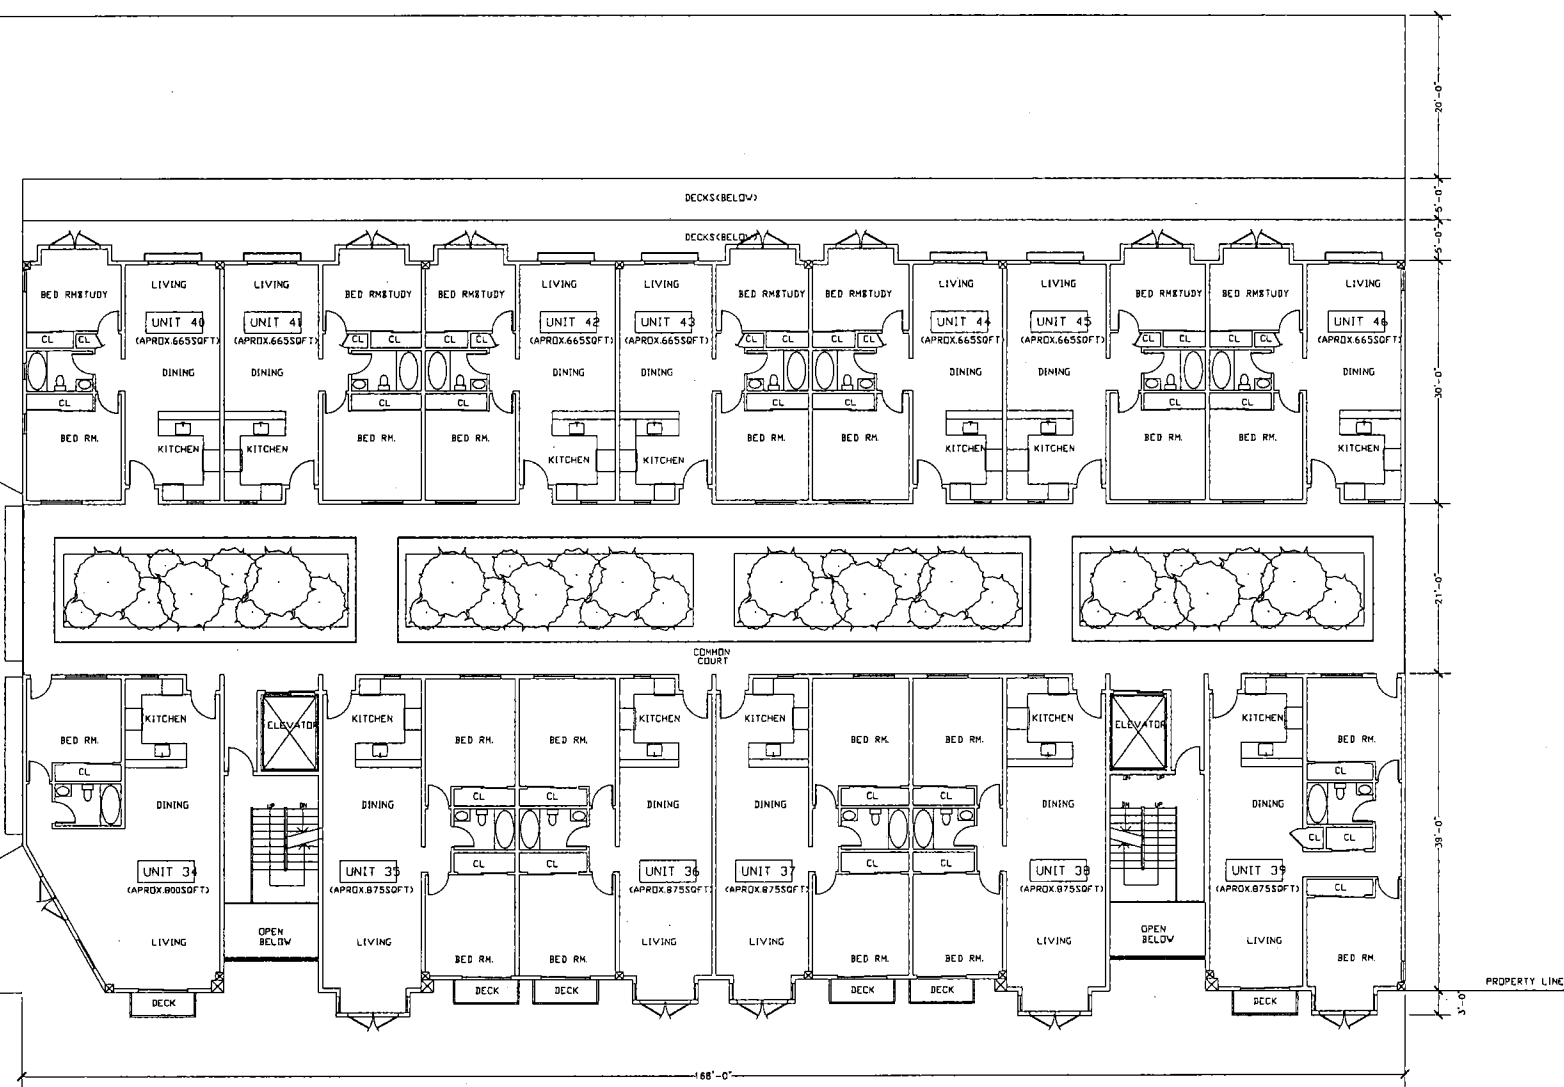 20'-0"
DECKS(BELOW)
5'-0"
DECKS(BELOW)
5'-0"
LIVING LIVING LIVING LIVING LIVING LIVING LIVING
BED RM&STUDY BED RM&STUDY BED RM&STUDY BED RM&STUDY BED RM&STUDY BED RM&STUDY BED RM&STUDY
UNIT 40 UNIT 41 UNIT 42 UNIT 43 UNIT 44 UNIT 45 UNIT 46
(APROX.665SQFT) (APROX.665SQFT) (APROX.665SQFT) (APROX.665SQFT) (APROX.665SQFT) (APROX.665SQFT) (APROX.665SQFT)
CL CL CL CL CL CL CL CL CL CL CL CL CL CL
DINING DINING DINING DINING DINING DINING DINING
30'-0"
CL CL CL CL CL CL CL
BED RM. BED RM. BED RM. BED RM. BED RM. BED RM. BED RM.
KITCHEN KITCHEN KITCHEN KITCHEN KITCHEN KITCHEN KITCHEN
21'-0"
COMMON
COURT
KITCHEN KITCHEN KITCHEN KITCHEN KITCHEN KITCHEN
ELEVATOR ELEVATOR
BED RM. BED RM. BED RM. BED RM. BED RM. BED RM.
CL CL
DN UP
CL CL CL CL
DINING DINING DINING DINING DINING DINING
UP DN DN UP
39'-0"
CL CL
CL CL CL CL
UNIT 34 UNIT 35 UNIT 36 UNIT 37 UNIT 38 UNIT 39
(APROX.800SQFT) (APROX.875SQFT) (APROX.875SQFT) (APROX.875SQFT) (APROX.875SQFT) (APROX.875SQFT)
CL
OPEN
BELOW
OPEN
BELOW
LIVING LIVING LIVING LIVING LIVING LIVING
BED RM. BED RM. BED RM. BED RM. BED RM.
PROPERTY LINE
DECK DECK DECK DECK DECK DECK
3'-0"
168'-0"